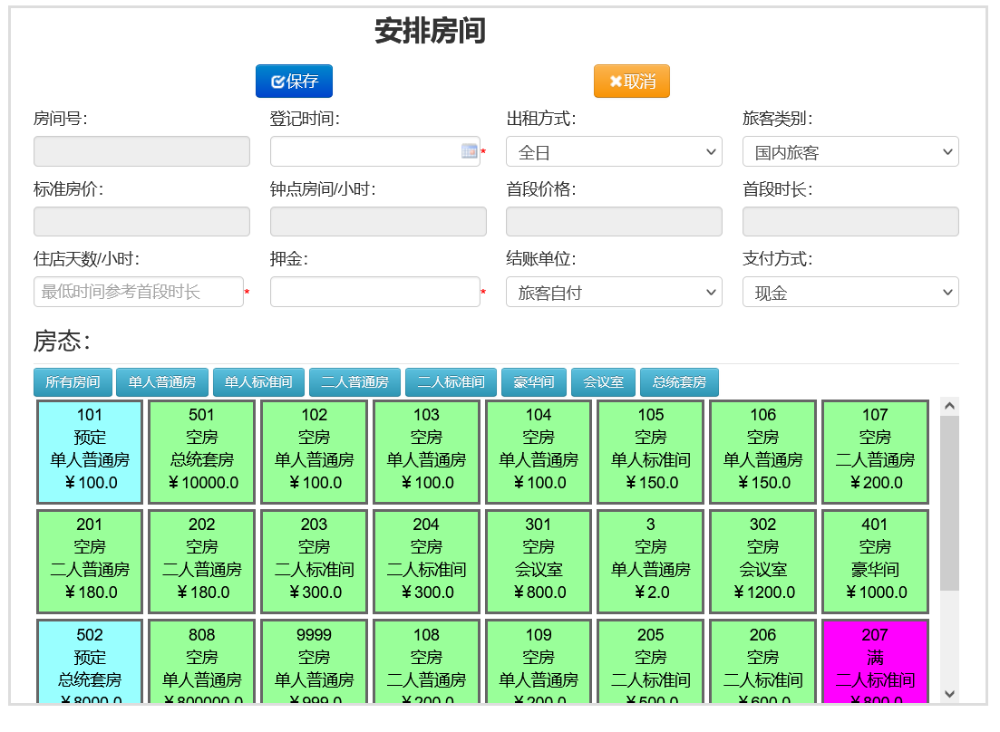 安排房间
保存 取消
房间号: 登记时间: 出租方式: 旅客类别:
* 全日 国内旅客
标准房价: 钟点房间/小时: 首段价格: 首段时长:
住店天数/小时: 押金: 结账单位: 支付方式:
最低时间参考首段时长 * * 旅客自付 现金
房态：
所有房间 单人普通房 单人标准间 二人普通房 二人标准间 豪华间 会议室 总统套房
101 501 102 103 104 105 106 107
预定 空房 空房 空房 空房 空房 空房 空房
单人普通房 总统套房 单人普通房 单人普通房 单人普通房 单人标准间 单人普通房 二人普通房
￥100.0 ￥10000.0 ￥100.0 ￥100.0 ￥100.0 ￥150.0 ￥150.0 ￥200.0
201 202 203 204 301 3 302 401
空房 空房 空房 空房 空房 空房 空房 空房
二人普通房 二人普通房 二人标准间 二人标准间 会议室 单人普通房 会议室 豪华间
￥180.0 ￥180.0 ￥300.0 ￥300.0 ￥800.0 ￥2.0 ￥1200.0 ￥1000.0
502 808 9999 108 109 205 206 207
预定 空房 空房 空房 空房 空房 空房 满
总统套房 单人普通房 单人普通房 二人普通房 单人普通房 二人标准间 二人标准间 二人标准间
￥8000.0 ￥800000.0 ￥999.0 ￥200.0 ￥200.0 ￥500.0 ￥600.0 ￥800.0